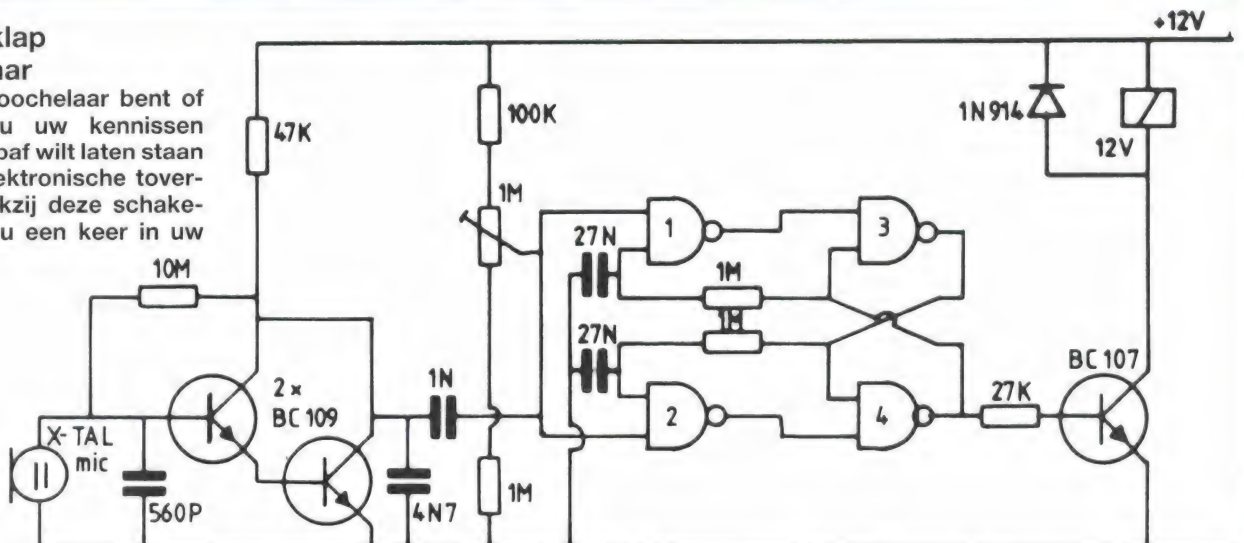 klap
aar
oochelaar bent of
u uw kennissen
paf wilt laten staan
ektronische tover-
kzij deze schake-
u een keer in uw
+12V
47K
100K
1N914
12V
1M
27N
1
3
10M
1M
1M
27N
2 x
BC 109
1N
BC 107
27K
2
4
X-TAL
mic
560P
4N7
1M